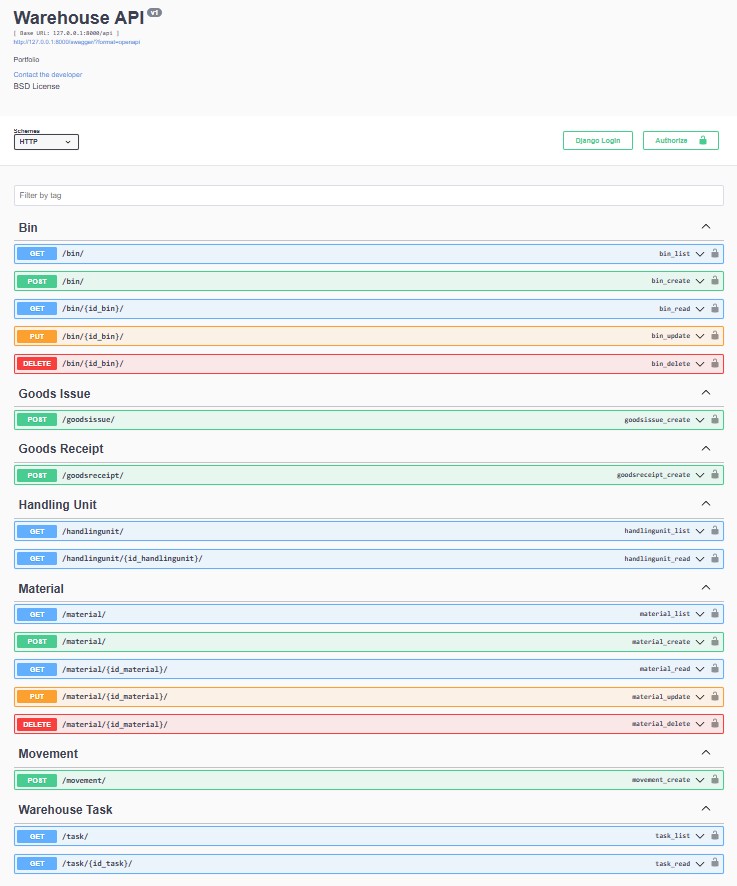 Warehouse API v1
[ Base URL: 127.0.0.1:8000/api ]
http://127.0.0.1:8000/swagger/?format=openapi
Portfolio
Contact the developer
BSD License
Schemes
HTTP
Django Login
Authorize
Filter by tag
Bin
GET /bin/ bin_list
POST /bin/ bin_create
GET /bin/{id_bin}/ bin_read
PUT /bin/{id_bin}/ bin_update
DELETE /bin/{id_bin}/ bin_delete
Goods Issue
POST /goodsissue/ goodsissue_create
Goods Receipt
POST /goodsreceipt/ goodsreceipt_create
Handling Unit
GET /handlingunit/ handlingunit_list
GET /handlingunit/{id_handlingunit}/ handlingunit_read
Material
GET /material/ material_list
POST /material/ material_create
GET /material/{id_material}/ material_read
PUT /material/{id_material}/ material_update
DELETE /material/{id_material}/ material_delete
Movement
POST /movement/ movement_create
Warehouse Task
GET /task/ task_list
GET /task/{id_task}/ task_read